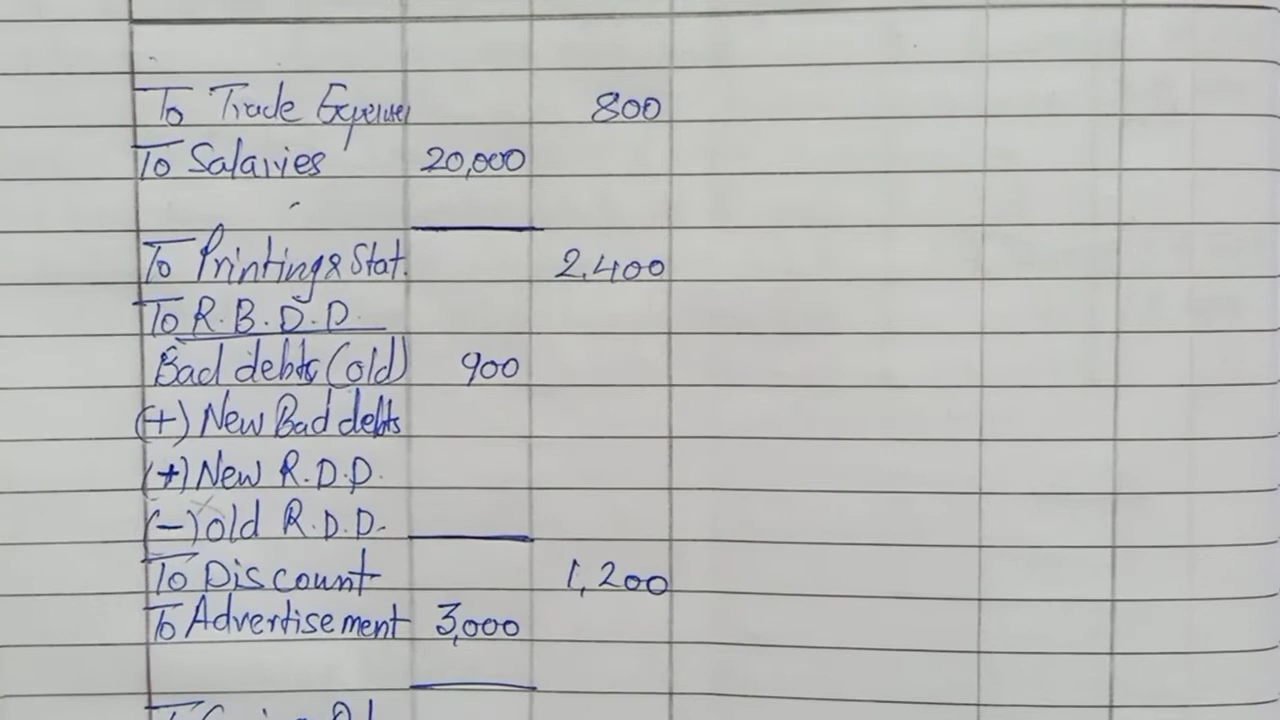 To Trade Expenses 800
To Salaries 20,000
To Printing & Stat. 2,400
To R.B.D.D.
Bad debts (old) 900
(+) New Bad debts
(+) New R.D.D.
(-) old R.D.D.
To Discount 1,200
To Advertisement 3,000
To